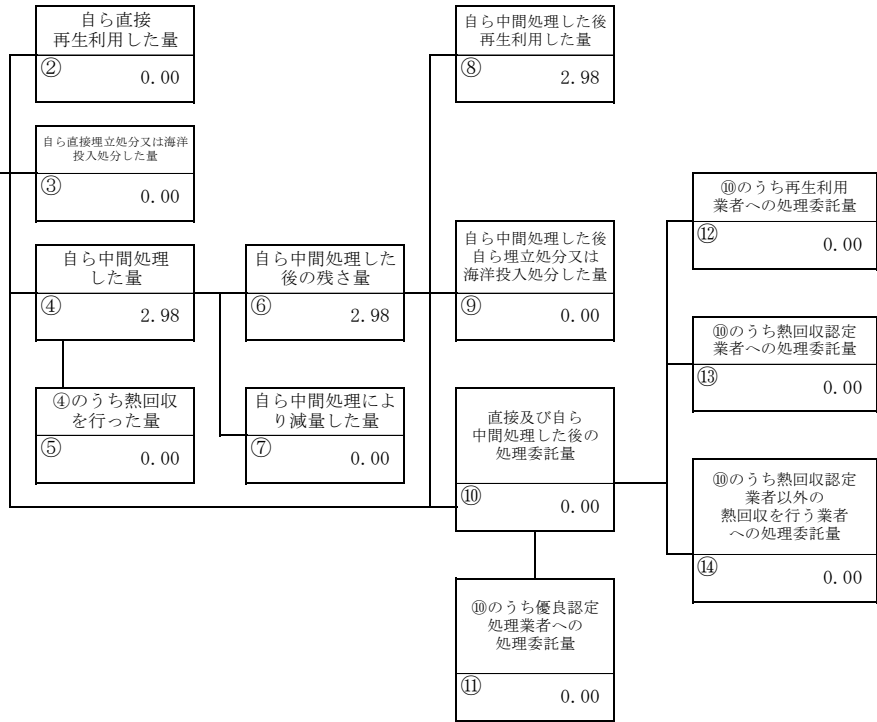 自ら直接
再生利用した量
② 0.00
自ら直接埋立処分又は海洋
投入処分した量
③ 0.00
自ら中間処理
した量
④ 2.98
④のうち熱回収
を行った量
⑤ 0.00
自ら中間処理した
後の残さ量
⑥ 2.98
自ら中間処理によ
り減量した量
⑦ 0.00
自ら中間処理した後
再生利用した量
⑧ 2.98
自ら中間処理した後
自ら埋立処分又は
海洋投入処分した量
⑨ 0.00
直接及び自ら
中間処理した後の
処理委託量
⑩ 0.00
⑩のうち優良認定
処理業者への
処理委託量
⑪ 0.00
⑩のうち再生利用
業者への処理委託量
⑫ 0.00
⑩のうち熱回収認定
業者への処理委託量
⑬ 0.00
⑩のうち熱回収認定
業者以外の
熱回収を行う業者
への処理委託量
⑭ 0.00